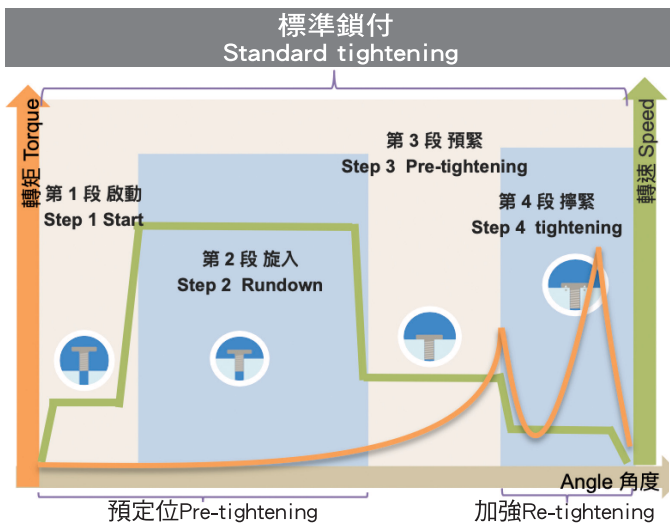 標準鎖付
Standard tightening
轉矩 Torque
轉速 Speed
第 1 段 啟動
Step 1 Start
第 2 段 旋入
Step 2 Rundown
第 3 段 預緊
Step 3 Pre-tightening
第 4 段 擰緊
Step 4 tightening
Angle 角度
預定位Pre-tightening
加強Re-tightening